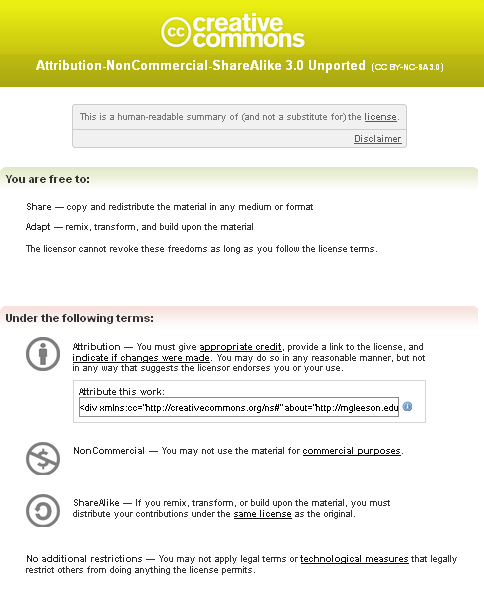 cc creative
commons
Attribution-NonCommercial-ShareAlike 3.0 Unported (CC BY-NC-SA 3.0)
This is a human-readable summary of (and not a substitute for) the license.
Disclaimer
You are free to:
Share — copy and redistribute the material in any medium or format
Adapt — remix, transform, and build upon the material
The licensor cannot revoke these freedoms as long as you follow the license terms.
Under the following terms:
Attribution — You must give appropriate credit, provide a link to the license, and
indicate if changes were made. You may do so in any reasonable manner, but not
in any way that suggests the licensor endorses you or your use.
Attribute this work:
<div xmlns:cc="http://creativecommons.org/ns#" about="http://mgleeson.edu
NonCommercial — You may not use the material for commercial purposes.
ShareAlike — If you remix, transform, or build upon the material, you must
distribute your contributions under the same license as the original.
No additional restrictions — You may not apply legal terms or technological measures that legally
restrict others from doing anything the license permits.